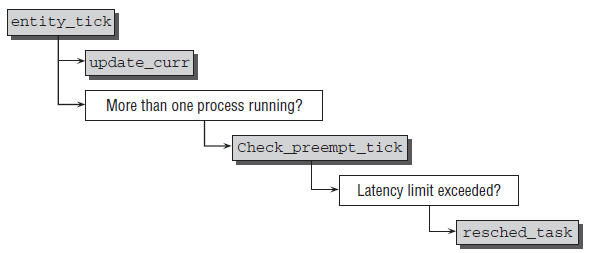 entity_tick
update_curr
More than one process running?
Check_preempt_tick
Latency limit exceeded?
resched_task